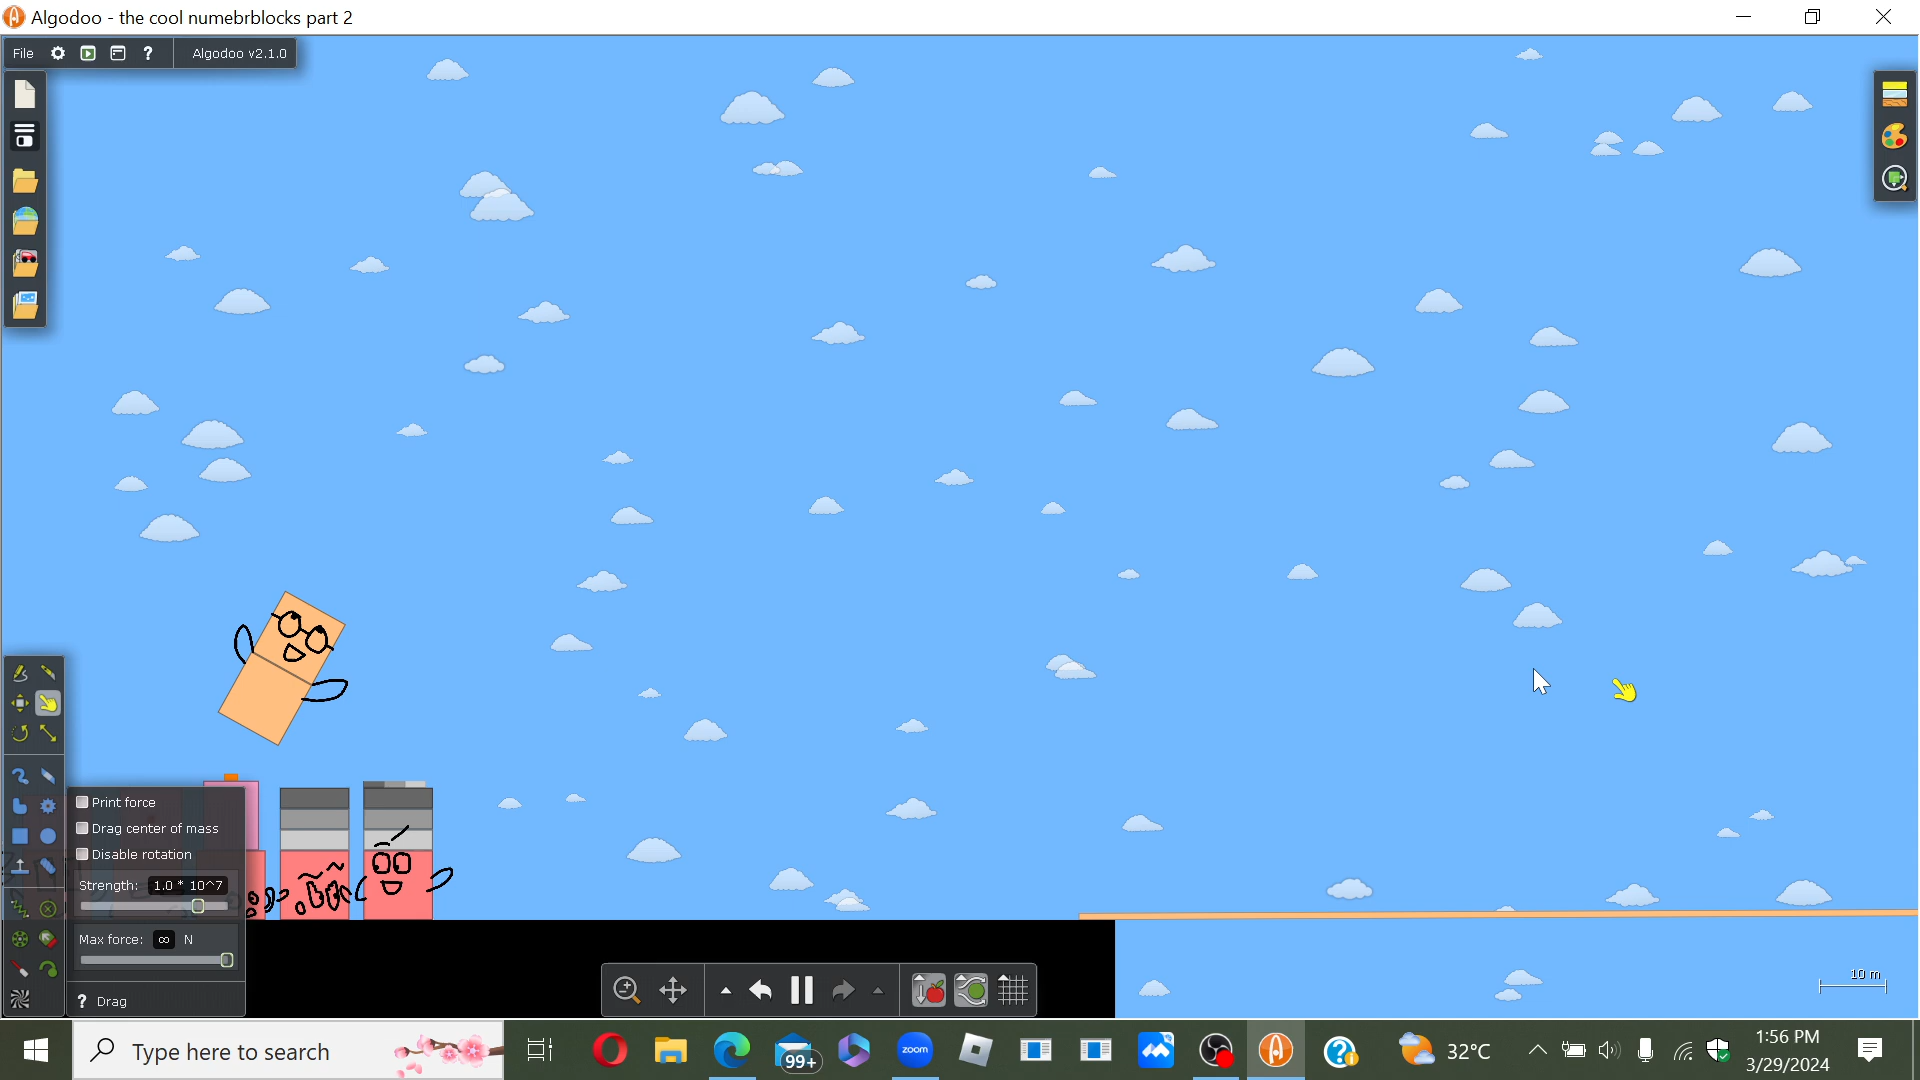 Algodoo - the cool numebrblocks part 2
File
?
Algodoo v2.1.0
Print force
Drag center of mass
Disable rotation
Strength: 1.0 * 10^7
Max force: ∞ N
? Drag
10 m
Type here to search
99+
zoom
32°C
1:56 PM
3/29/2024